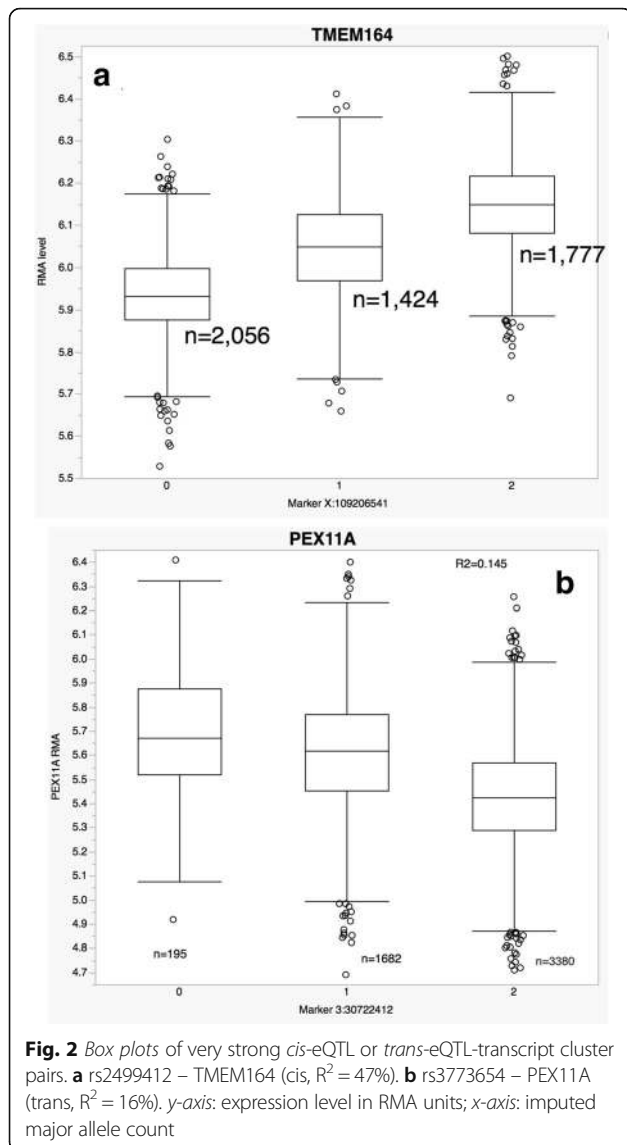 TMEM164
a
6.5
6.4
6.3
6.2
6.1
6.0
5.9
5.8
5.7
5.6
5.5
RMA level
n=2,056
n=1,424
n=1,777
0 1 2
Marker X:109206541
PEX11A
R2=0.145
b
6.4
6.3
6.2
6.1
6.0
5.9
5.8
5.7
5.6
5.5
5.4
5.3
5.2
5.1
5.0
4.9
4.8
4.7
PEX11A RMA
n=195
n=1682
n=3380
0 1 2
Marker 3:30722412
Fig. 2 Box plots of very strong cis-eQTL or trans-eQTL-transcript cluster
pairs. a rs2499412 – TMEM164 (cis, R² = 47%). b rs3773654 – PEX11A
(trans, R² = 16%). y-axis: expression level in RMA units; x-axis: imputed
major allele count